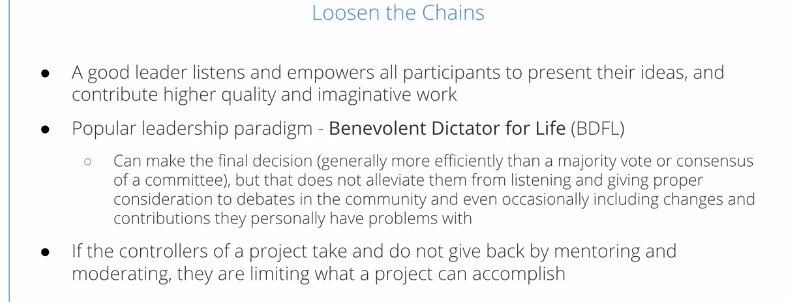 Loosen the Chains
● A good leader listens and empowers all participants to present their ideas, and
contribute higher quality and imaginative work
● Popular leadership paradigm - Benevolent Dictator for Life (BDFL)
○ Can make the final decision (generally more efficiently than a majority vote or consensus
of a committee), but that does not alleviate them from listening and giving proper
consideration to debates in the community and even occasionally including changes and
contributions they personally have problems with
● If the controllers of a project take and do not give back by mentoring and
moderating, they are limiting what a project can accomplish